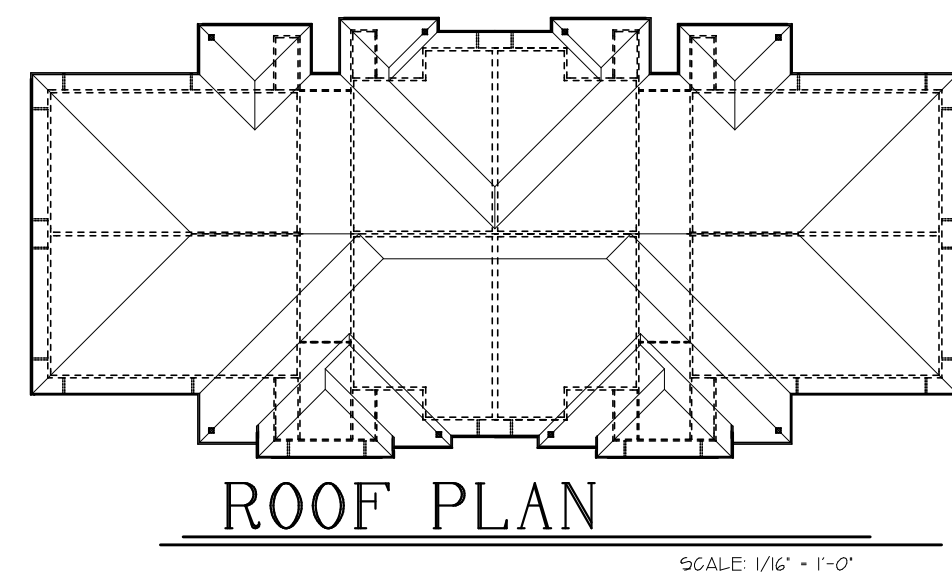 ROOF PLAN
SCALE: 1/16" = 1'-0"